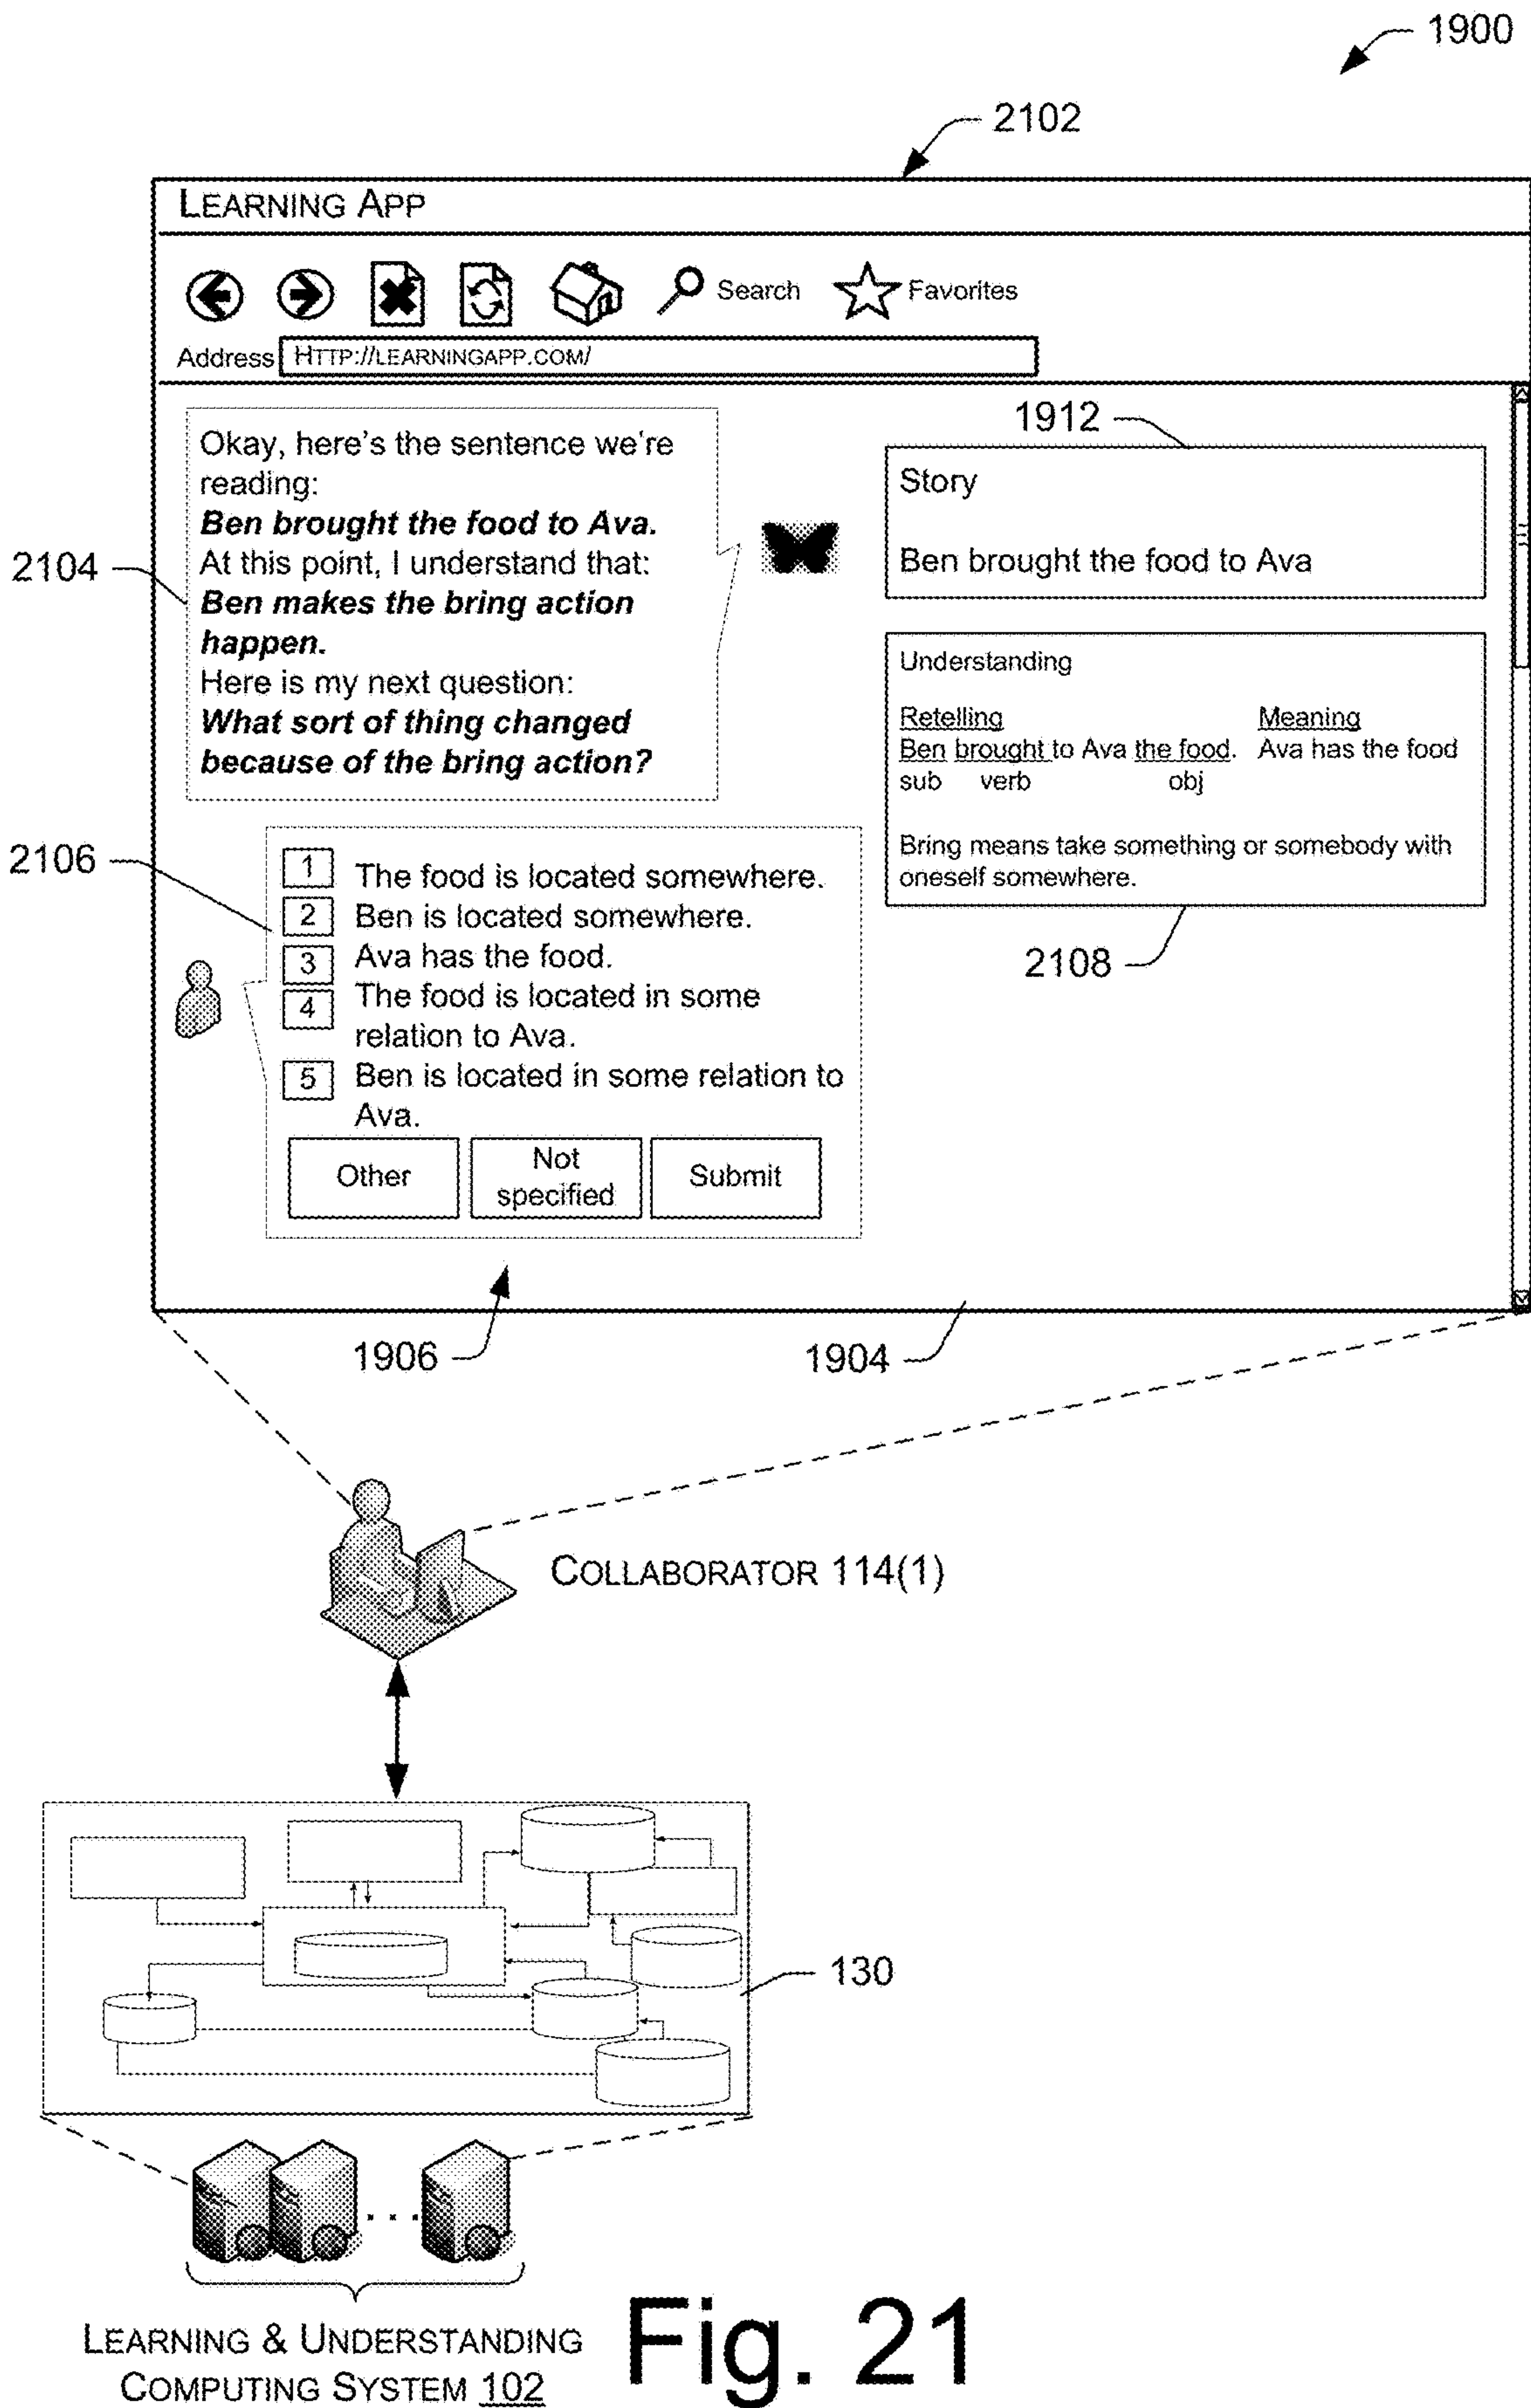 1900
2102
LEARNING APP
Search
Favorites
Address
HTTP://LEARNINGAPP.COM/
2104
Okay, here's the sentence we're
reading:
Ben brought the food to Ava.
At this point, I understand that:
Ben makes the bring action
happen.
Here is my next question:
What sort of thing changed
because of the bring action?
1912
Story
Ben brought the food to Ava
Understanding
Retelling Meaning
Ben brought to Ava the food. Ava has the food
sub verb obj
Bring means take something or somebody with
oneself somewhere.
2108
2106
1 The food is located somewhere.
2 Ben is located somewhere.
3 Ava has the food.
4 The food is located in some
relation to Ava.
5 Ben is located in some relation to
Ava.
Other
Not
specified
Submit
1906
1904
COLLABORATOR 114(1)
130
LEARNING & UNDERSTANDING
COMPUTING SYSTEM 102
Fig. 21